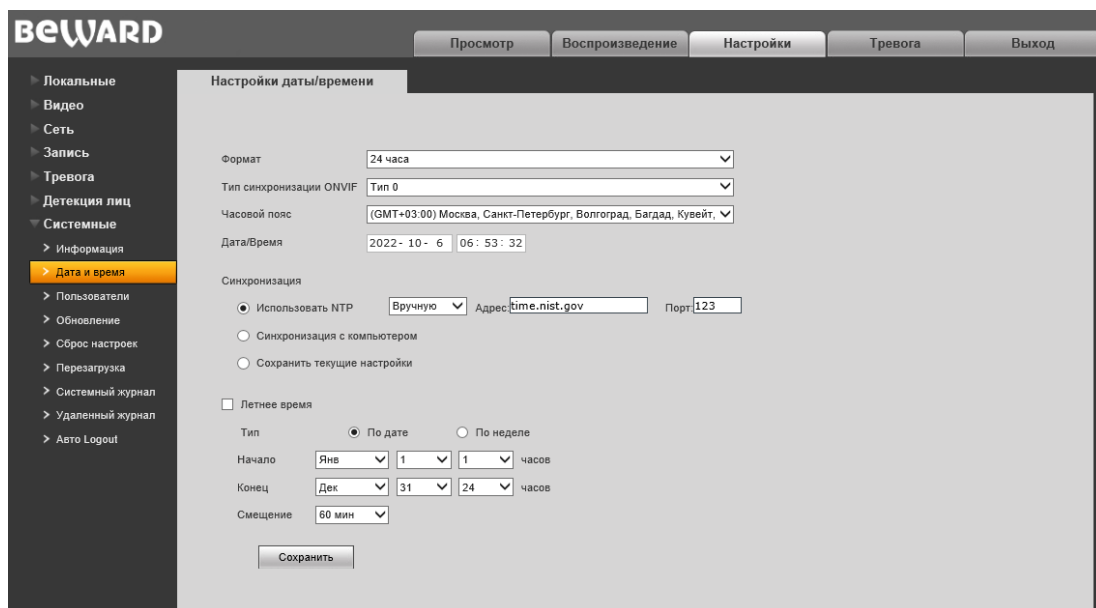 BEWARD
Просмотр Воспроизведение Настройки Тревога Выход
Локальные
Видео
Сеть
Запись
Тревога
Детекция лиц
Системные
Информация
Дата и время
Пользователи
Обновление
Сброс настроек
Перезагрузка
Системный журнал
Удаленный журнал
Авто Logout
Настройки даты/времени
Формат 24 часа
Тип синхронизации ONVIF Тип 0
Часовой пояс (GMT+03:00) Москва, Санкт-Петербург, Волгоград, Багдад, Кувейт,
Дата/Время 2022- 10- 6 06: 53: 32
Синхронизация
Использовать NTP Вручную Адрес: time.nist.gov Порт: 123
Синхронизация с компьютером
Сохранить текущие настройки
Летнее время
Тип По дате По неделе
Начало Янв 1 1 часов
Конец Дек 31 24 часов
Смещение 60 мин
Сохранить